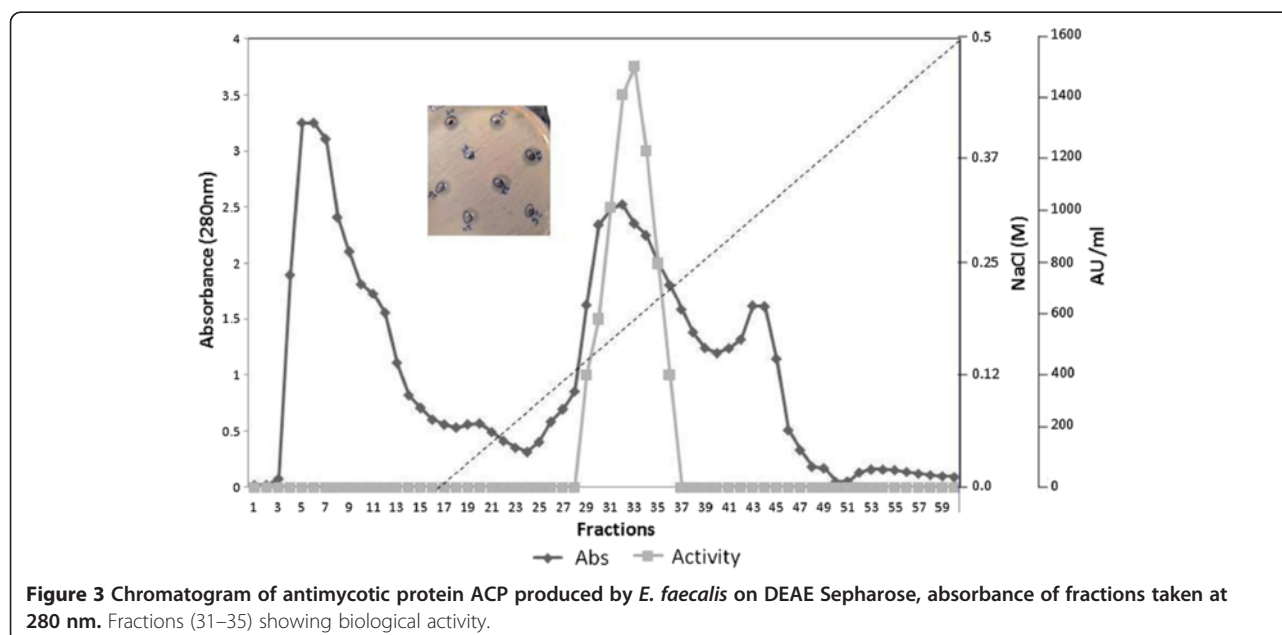 4
3.5
3
2.5
2
1.5
1
0.5
0
Absorbance (280nm)
0.5
0.37
0.25
0.12
0.0
NaCl (M)
1600
1400
1200
1000
800
600
400
200
0
AU /ml
1 3 5 7 9 11 13 15 17 19 21 23 25 27 29 31 33 35 37 39 41 43 45 47 49 51 53 55 57 59
Fractions
Abs Activity
Figure 3 Chromatogram of antimycotic protein ACP produced by E. faecalis on DEAE Sepharose, absorbance of fractions taken at
280 nm. Fractions (31–35) showing biological activity.